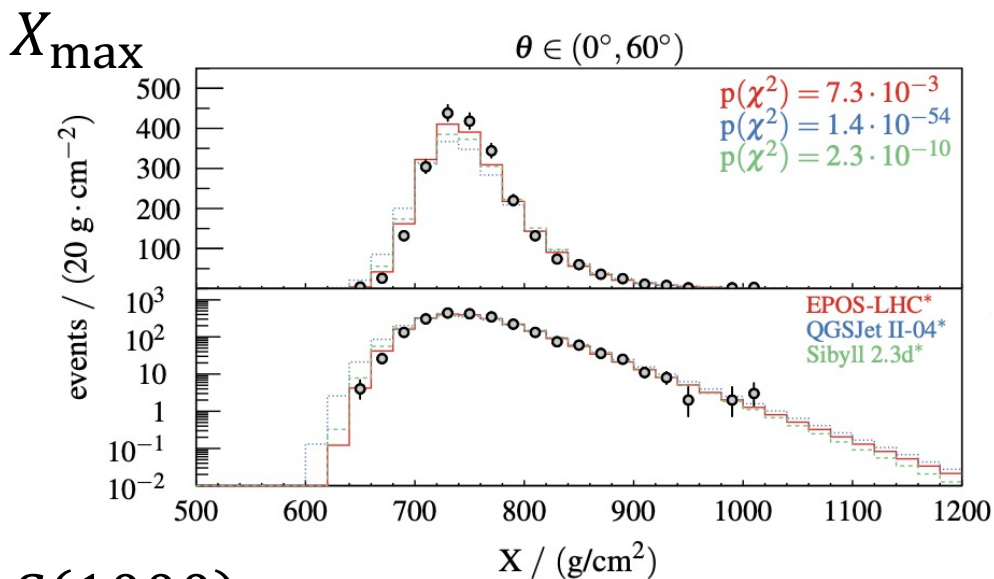 X_max
θ ∈ (0°, 60°)
p(χ²) = 7.3 · 10⁻³
p(χ²) = 1.4 · 10⁻⁵⁴
p(χ²) = 2.3 · 10⁻¹⁰
500
400
300
200
100
events / (20 g · cm⁻²)
EPOS-LHC*
QGSJet II-04*
Sibyll 2.3d*
10³
10²
10
1
10⁻¹
10⁻²
500 600 700 800 900 1000 1100 1200
X / (g/cm²)